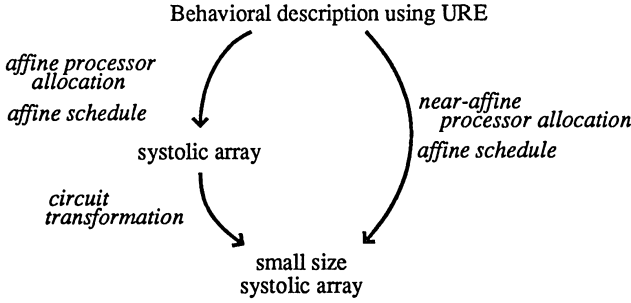 Behavioral description using URE
affine processor
allocation
affine schedule
near-affine
processor allocation
affine schedule
systolic array
circuit
transformation
small size
systolic array